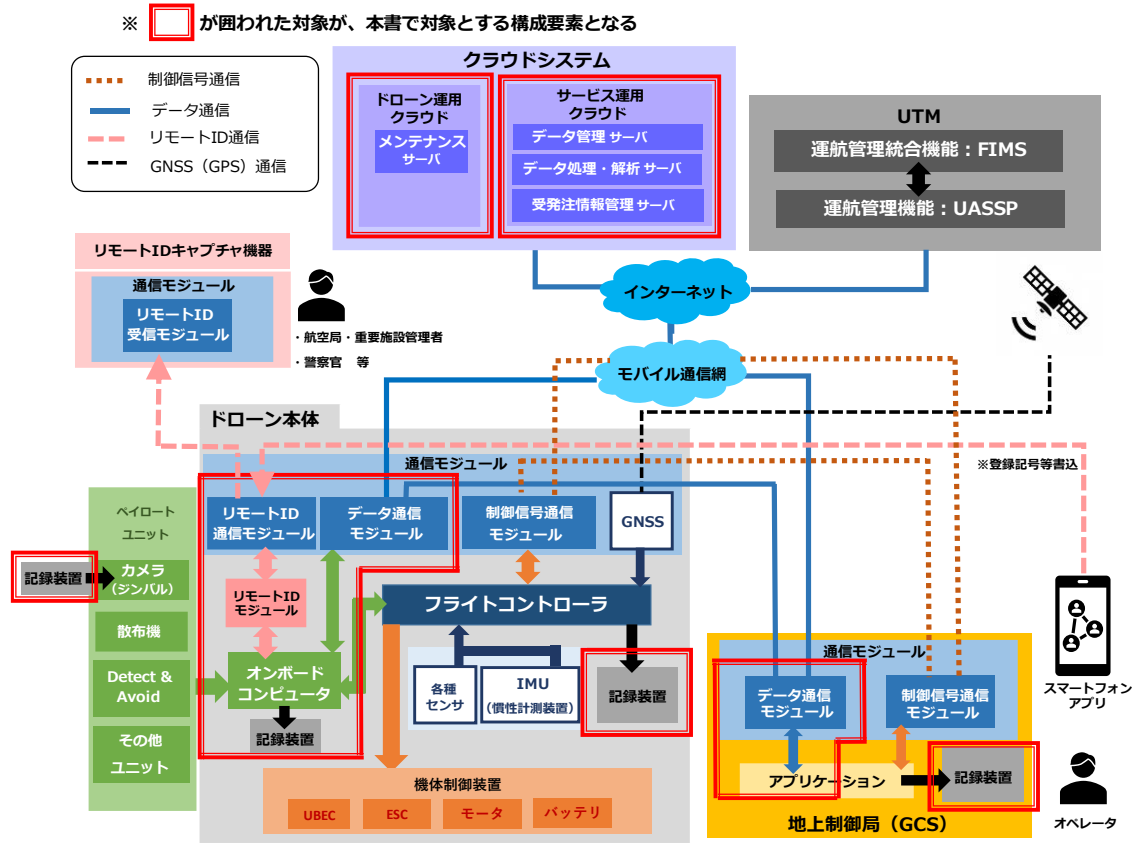 ※ が囲われた対象が、本書で対象とする構成要素となる
制御信号通信
データ通信
リモートID通信
GNSS（GPS）通信
クラウドシステム
ドローン運用
クラウド
メンテナンス
サーバ
サービス運用
クラウド
データ管理 サーバ
データ処理・解析 サーバ
受発注情報管理 サーバ
UTM
運航管理統合機能：FIMS
運航管理機能：UASSP
リモートIDキャプチャ機器
通信モジュール
リモートID
受信モジュール
・航空局・重要施設管理者
・警察官　等
インターネット
モバイル通信網
ドローン本体
通信モジュール
※登録記号等書込
リモートID
通信モジュール
データ通信
モジュール
制御信号通信
モジュール
GNSS
ペイロート
ユニット
記録装置
カメラ
（ジンバル）
散布機
Detect &
Avoid
その他
ユニット
リモートID
モジュール
フライトコントローラ
オンボード
コンピュータ
記録装置
各種
センサ
IMU
（慣性計測装置）
記録装置
機体制御装置
UBEC
ESC
モータ
バッテリ
通信モジュール
データ通信
モジュール
制御信号通信
モジュール
アプリケーション
記録装置
地上制御局（GCS）
スマートフォン
アプリ
オペレータ